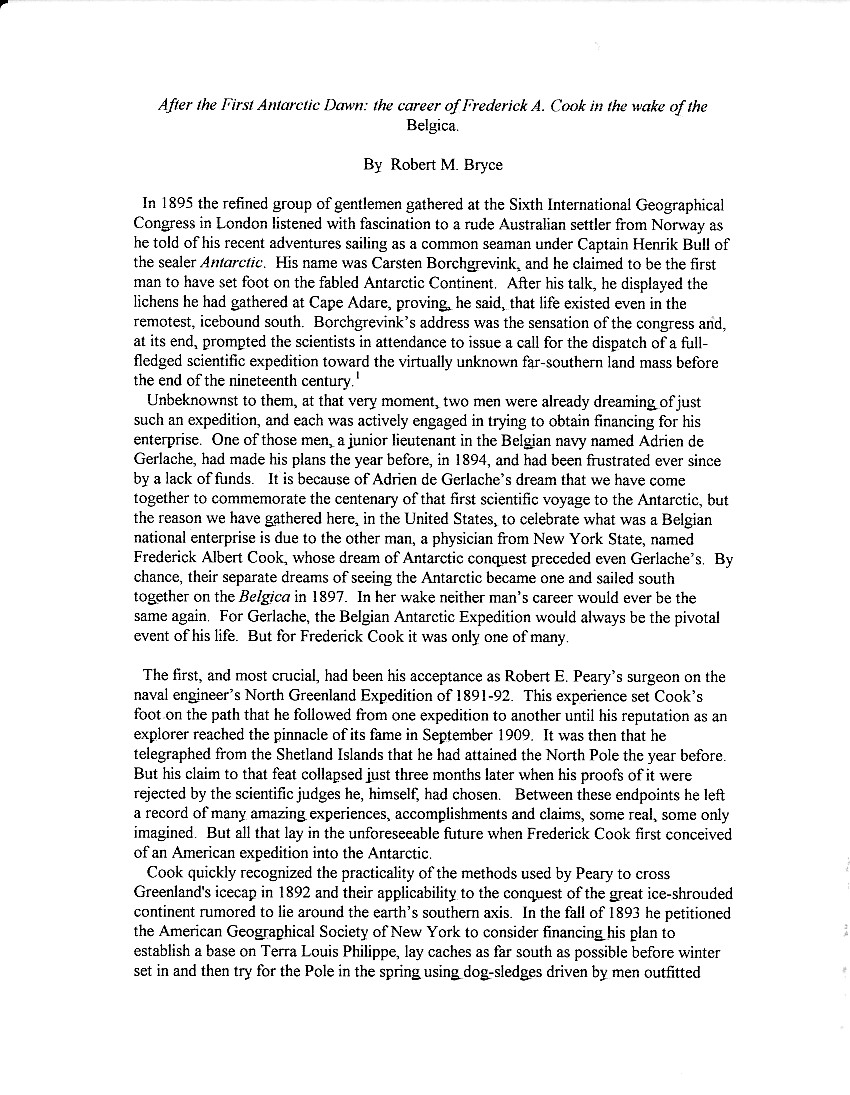 After the First Antarctic Dawn: the career of Frederick A. Cook in the wake of the
Belgica.
By Robert M. Bryce
In 1895 the refined group of gentlemen gathered at the Sixth International Geographical
Congress in London listened with fascination to a rude Australian settler from Norway as
he told of his recent adventures sailing as a common seaman under Captain Henrik Bull of
the sealer Antarctic. His name was Carsten Borchgrevink, and he claimed to be the first
man to have set foot on the fabled Antarctic Continent. After his talk, he displayed the
lichens he had gathered at Cape Adare, proving, he said, that life existed even in the
remotest, icebound south. Borchgrevink's address was the sensation of the congress and,
at its end, prompted the scientists in attendance to issue a call for the dispatch of a full-
fledged scientific expedition toward the virtually unknown far-southern land mass before
the end of the nineteenth century.¹
Unbeknownst to them, at that very moment, two men were already dreaming of just
such an expedition, and each was actively engaged in trying to obtain financing for his
enterprise. One of those men, a junior lieutenant in the Belgian navy named Adrien de
Gerlache, had made his plans the year before, in 1894, and had been frustrated ever since
by a lack of funds. It is because of Adrien de Gerlache's dream that we have come
together to commemorate the centenary of that first scientific voyage to the Antarctic, but
the reason we have gathered here, in the United States, to celebrate what was a Belgian
national enterprise is due to the other man, a physician from New York State, named
Frederick Albert Cook, whose dream of Antarctic conquest preceded even Gerlache's. By
chance, their separate dreams of seeing the Antarctic became one and sailed south
together on the Belgica in 1897. In her wake neither man's career would ever be the
same again. For Gerlache, the Belgian Antarctic Expedition would always be the pivotal
event of his life. But for Frederick Cook it was only one of many.
The first, and most crucial, had been his acceptance as Robert E. Peary's surgeon on the
naval engineer's North Greenland Expedition of 1891-92. This experience set Cook's
foot on the path that he followed from one expedition to another until his reputation as an
explorer reached the pinnacle of its fame in September 1909. It was then that he
telegraphed from the Shetland Islands that he had attained the North Pole the year before.
But his claim to that feat collapsed just three months later when his proofs of it were
rejected by the scientific judges he, himself, had chosen. Between these endpoints he left
a record of many amazing experiences, accomplishments and claims, some real, some only
imagined. But all that lay in the unforeseeable future when Frederick Cook first conceived
of an American expedition into the Antarctic.
Cook quickly recognized the practicality of the methods used by Peary to cross
Greenland's icecap in 1892 and their applicability to the conquest of the great ice-shrouded
continent rumored to lie around the earth's southern axis. In the fall of 1893 he petitioned
the American Geographical Society of New York to consider financing his plan to
establish a base on Terra Louis Philippe, lay caches as far south as possible before winter
set in and then try for the Pole in the spring using dog-sledges driven by men outfitted